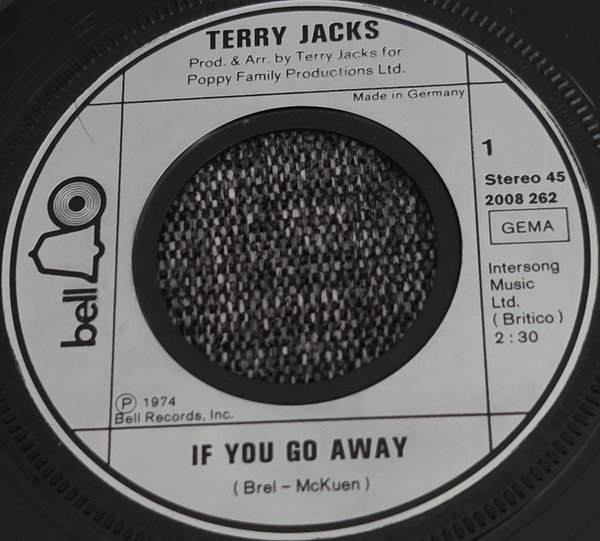 TERRY JACKS
Prod. & Arr. by Terry Jacks for
Poppy Family Productions Ltd.
Made in Germany
1
Stereo 45
2008 262
GEMA
Intersong
Music
Ltd.
( Britico )
2 : 30
bell
Ⓟ 1974
Bell Records, Inc.
IF YOU GO AWAY
( Brel – McKuen )